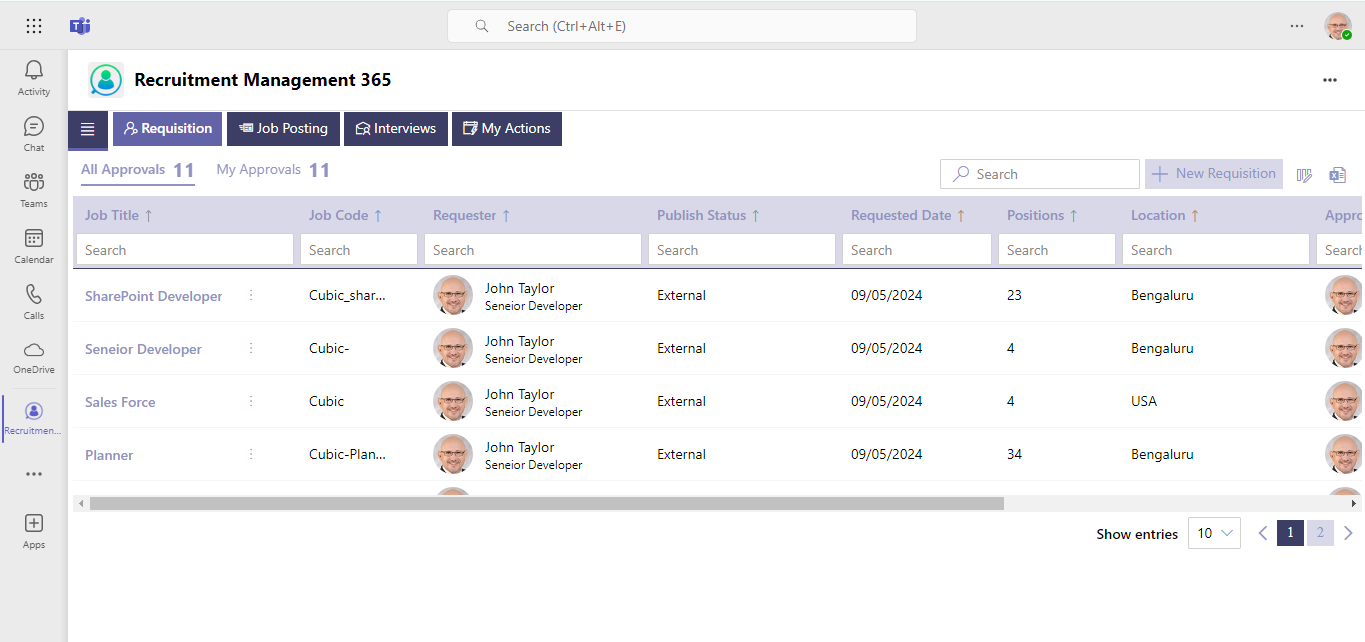 Search (Ctrl+Alt+E)
Activity
Chat
Teams
Calendar
Calls
OneDrive
Recruitmen...
Apps
Recruitment Management 365
Requisition Job Posting Interviews My Actions
All Approvals 11 My Approvals 11 Search New Requisition
Job Title ↑ Job Code ↑ Requester ↑ Publish Status ↑ Requested Date ↑ Positions ↑ Location ↑ Appro
Search Search Search Search Search Search Search Search
SharePoint Developer Cubic_shar... John Taylor External 09/05/2024 23 Bengaluru
Seneior Developer
Seneior Developer Cubic- John Taylor External 09/05/2024 4 Bengaluru
Seneior Developer
Sales Force Cubic John Taylor External 09/05/2024 4 USA
Seneior Developer
Planner Cubic-Plan... John Taylor External 09/05/2024 34 Bengaluru
Seneior Developer
Show entries 10 1 2